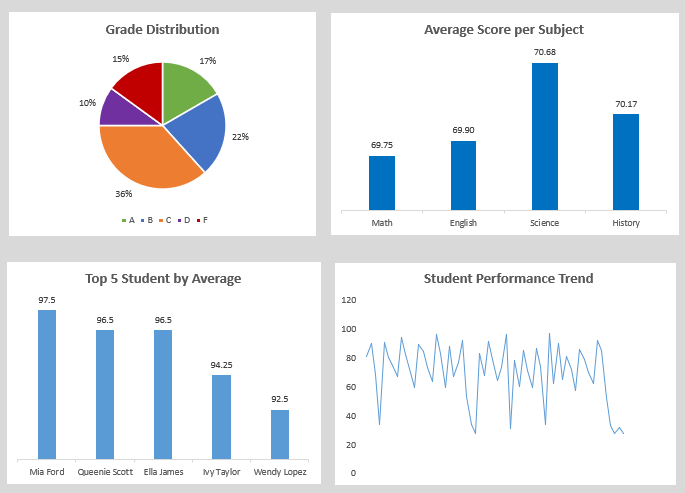 Grade Distribution
15%
17%
10%
22%
36%
A B C D F
Average Score per Subject
70.68
70.17
69.90
69.75
Math English Science History
Top 5 Student by Average
97.5
96.5 96.5
94.25
92.5
Mia Ford Queenie Scott Ella James Ivy Taylor Wendy Lopez
Student Performance Trend
120
100
80
60
40
20
0